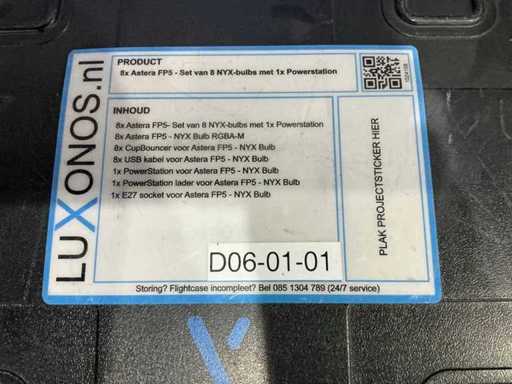 LUXONOS.nl
PRODUCT
8x Astera FP5 - Set van 8 NYX-bulbs met 1x Powerstation
INHOUD
8x Astera FP5- Set van 8 NYX-bulbs met 1x Powerstation
8x Astera FP5 - NYX Bulb RGBA-M
8x CupBouncer voor Astera FP5 - NYX Bulb
8x USB kabel voor Astera FP5 - NYX Bulb
1x PowerStation voor Astera FP5 - NYX Bulb
1x PowerStation lader voor Astera FP5 - NYX Bulb
1x E27 socket voor Astera FP5 - NYX Bulb
PLAK PROJECTSTICKER HIER
D06-01-01
Storing? Flightcase incompleet? Bel 085 1304 789 (24/7 service)